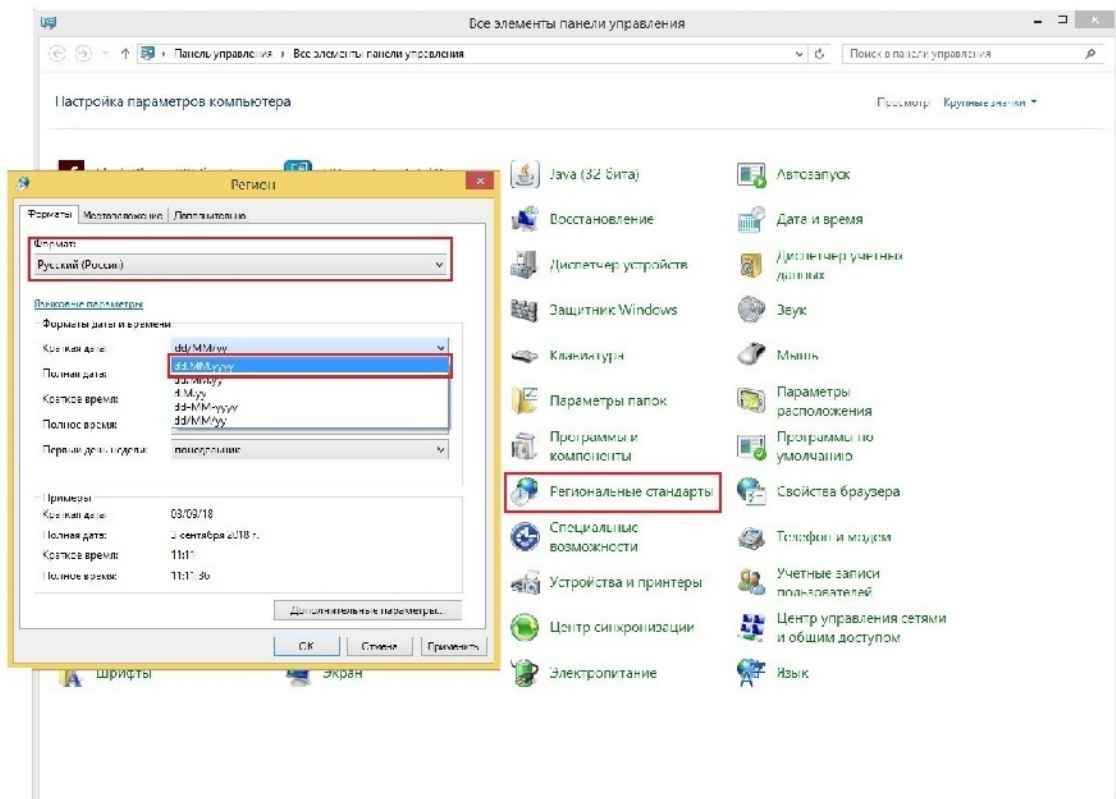 Все элементы панели управления
Панель управления
Все элементы панели управления
Поиск в панели управления
Настройка параметров компьютера
Просмотр:
Крупные значки
Регион
Форматы
Местоположение
Дополнительно
Формат:
Русский (Россия)
Языковые параметры
Форматы даты и времени
Краткая дата:
dd/MM/yy
dd.MM.yyyy
Полная дата:
dd.MM.yy
d.M.yy
Краткое время:
dd-MM-yyyy
dd/MM/yy
Полное время:
Первый день недели:
понедельник
Примеры
Краткая дата:
03/09/18
Полная дата:
3 сентября 2018 г.
Краткое время:
11:11
Полное время:
11:11:36
Дополнительные параметры...
ОК
Отмена
Применить
Шрифты
Экран
Java (32 бита)
Автозапуск
Восстановление
Дата и время
Диспетчер устройств
Диспетчер учетных
данных
Защитник Windows
Звук
Клавиатура
Мышь
Параметры папок
Параметры
расположения
Программы и
компоненты
Программы по
умолчанию
Региональные стандарты
Свойства браузера
Специальные
возможности
Телефон и модем
Устройства и принтеры
Учетные записи
пользователей
Центр синхронизации
Центр управления сетями
и общим доступом
Электропитание
Язык